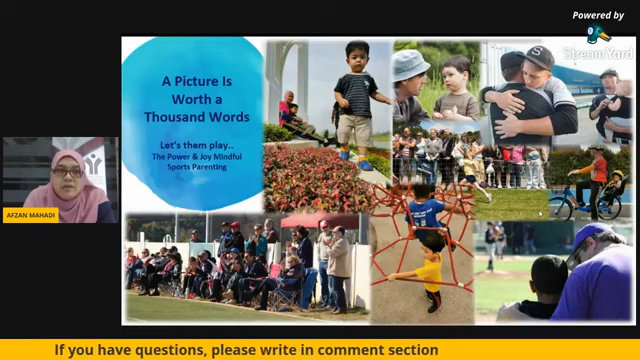 Powered by
StreamYard
A Picture Is
Worth a
Thousand Words
Let's them play..
The Power & Joy Mindful
Sports Parenting
AFZAN MAHADI
S
If you have questions, please write in comment section